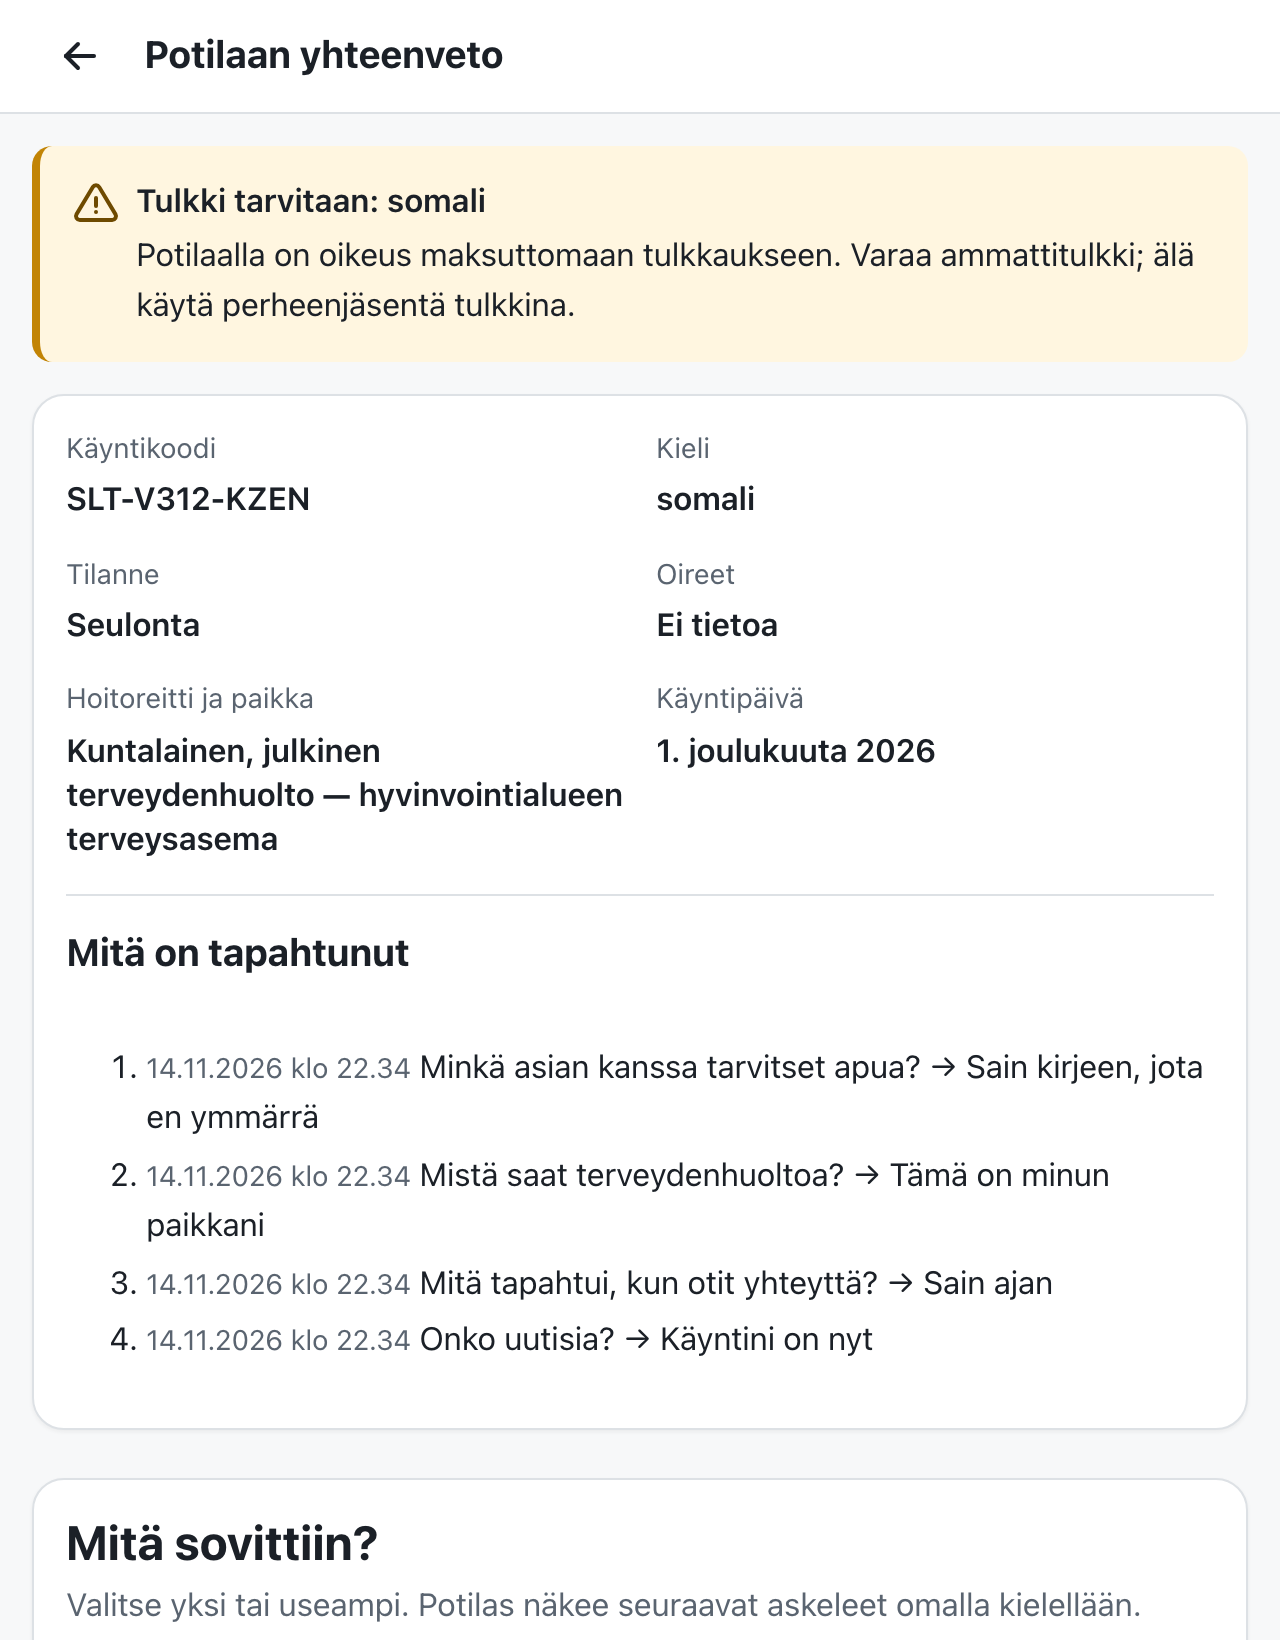 Potilaan yhteenveto
Tulkki tarvitaan: somali
Potilaalla on oikeus maksuttomaan tulkkaukseen. Varaa ammattitulkki; älä
käytä perheenjäsentä tulkkina.
Käyntikoodi
SLT-V312-KZEN
Kieli
somali
Tilanne
Seulonta
Oireet
Ei tietoa
Hoitoreitti ja paikka
Kuntalainen, julkinen
terveydenhuolto — hyvinvointialueen
terveysasema
Käyntipäivä
1. joulukuuta 2026
Mitä on tapahtunut
1. 14.11.2026 klo 22.34 Minkä asian kanssa tarvitset apua? → Sain kirjeen, jota
en ymmärrä
2. 14.11.2026 klo 22.34 Mistä saat terveydenhuoltoa? → Tämä on minun
paikkani
3. 14.11.2026 klo 22.34 Mitä tapahtui, kun otit yhteyttä? → Sain ajan
4. 14.11.2026 klo 22.34 Onko uutisia? → Käyntini on nyt
Mitä sovittiin?
Valitse yksi tai useampi. Potilas näkee seuraavat askeleet omalla kielellään.